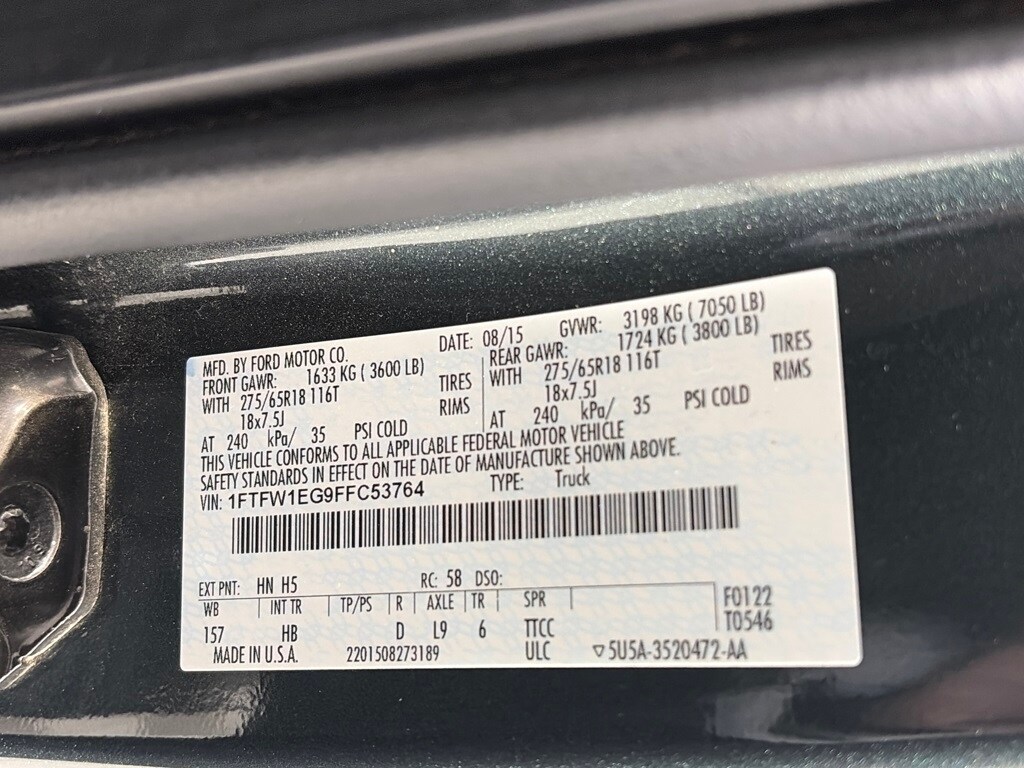 MFD. BY FORD MOTOR CO. DATE: 08/15 GVWR: 3198 KG ( 7050 LB)
FRONT GAWR: 1633 KG ( 3600 LB) REAR GAWR: 1724 KG ( 3800 LB)
WITH 275/65R18 116T TIRES WITH 275/65R18 116T TIRES
18x7.5J RIMS 18x7.5J RIMS
AT 240 kPa/ 35 PSI COLD AT 240 kPa/ 35 PSI COLD
THIS VEHICLE CONFORMS TO ALL APPLICABLE FEDERAL MOTOR VEHICLE
SAFETY STANDARDS IN EFFECT ON THE DATE OF MANUFACTURE SHOWN ABOVE.
VIN: 1FTFW1EG9FFC53764 TYPE: Truck
EXT PNT: HN H5 RC: 58 DSO:
WB INT TR TP/PS R AXLE TR SPR F0122
157 HB D L9 6 TTCC T0546
MADE IN U.S.A. 2201508273189 ULC ▽5U5A-3520472-AA